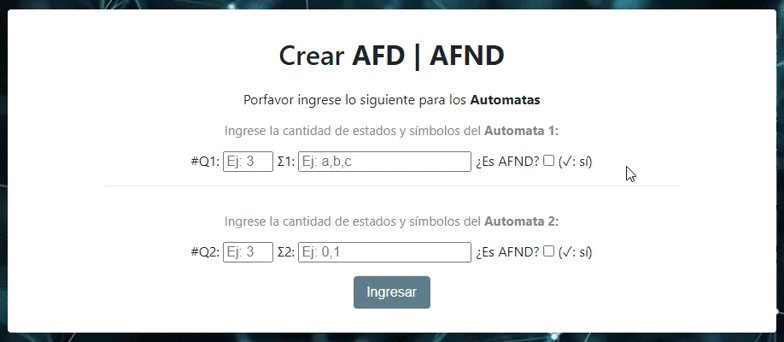 Crear AFD | AFND
Porfavor ingrese lo siguiente para los Automatas
Ingrese la cantidad de estados y símbolos del Automata 1:
#Q1: Ej: 3 Σ1: Ej: a,b,c ¿Es AFND? (✓: sí)
Ingrese la cantidad de estados y símbolos del Automata 2:
#Q2: Ej: 3 Σ2: Ej: 0,1 ¿Es AFND? (✓: sí)
Ingresar